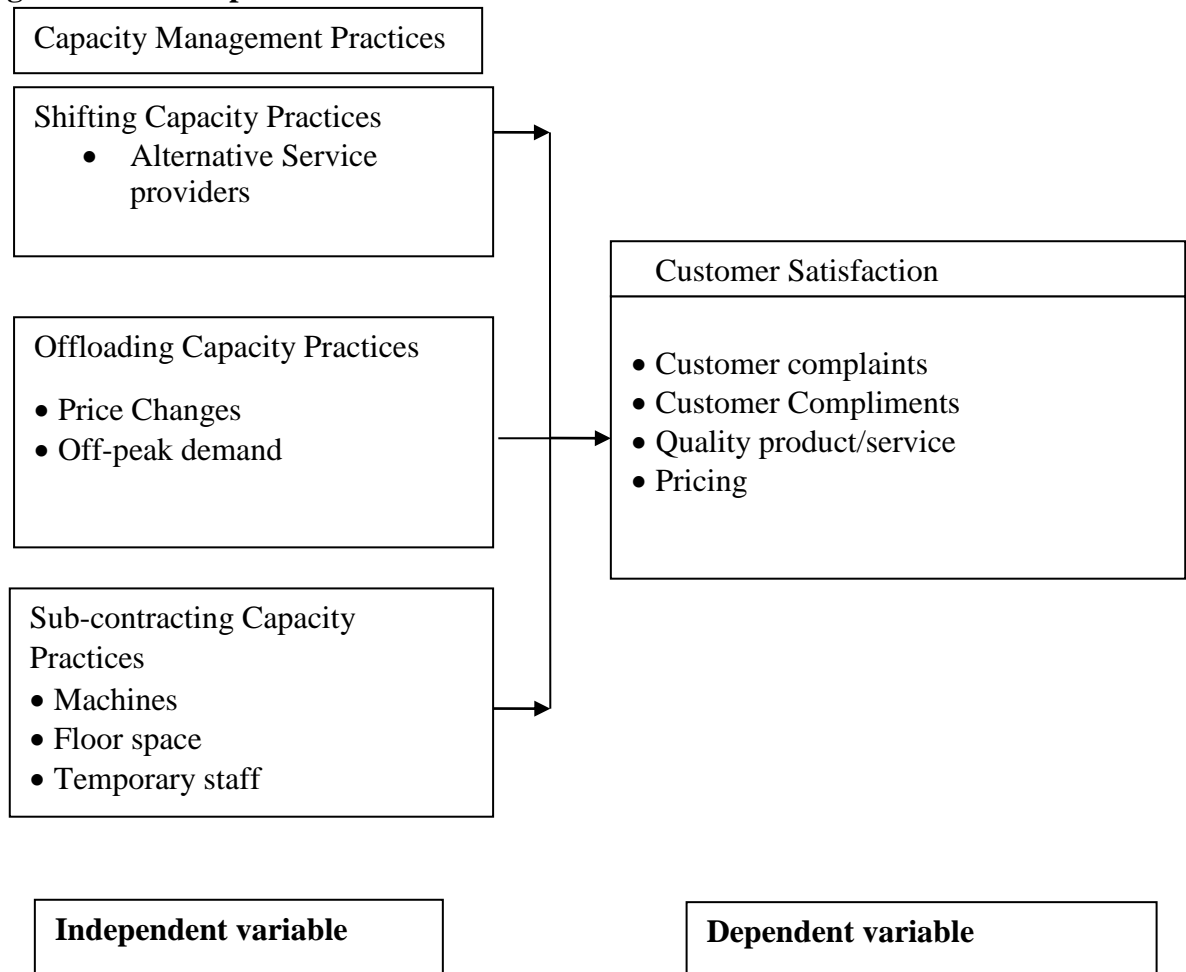 Capacity Management Practices
Shifting Capacity Practices
• Alternative Service
providers
Offloading Capacity Practices
• Price Changes
• Off-peak demand
Sub-contracting Capacity
Practices
• Machines
• Floor space
• Temporary staff
Customer Satisfaction
• Customer complaints
• Customer Compliments
• Quality product/service
• Pricing
Independent variable
Dependent variable